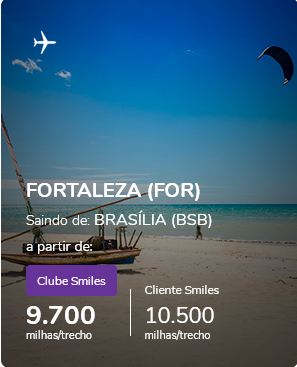 FORTALEZA (FOR)
Saindo de: BRASÍLIA (BSB)
a partir de:
Clube Smiles
9.700
milhas/trecho
Cliente Smiles
10.500
milhas/trecho